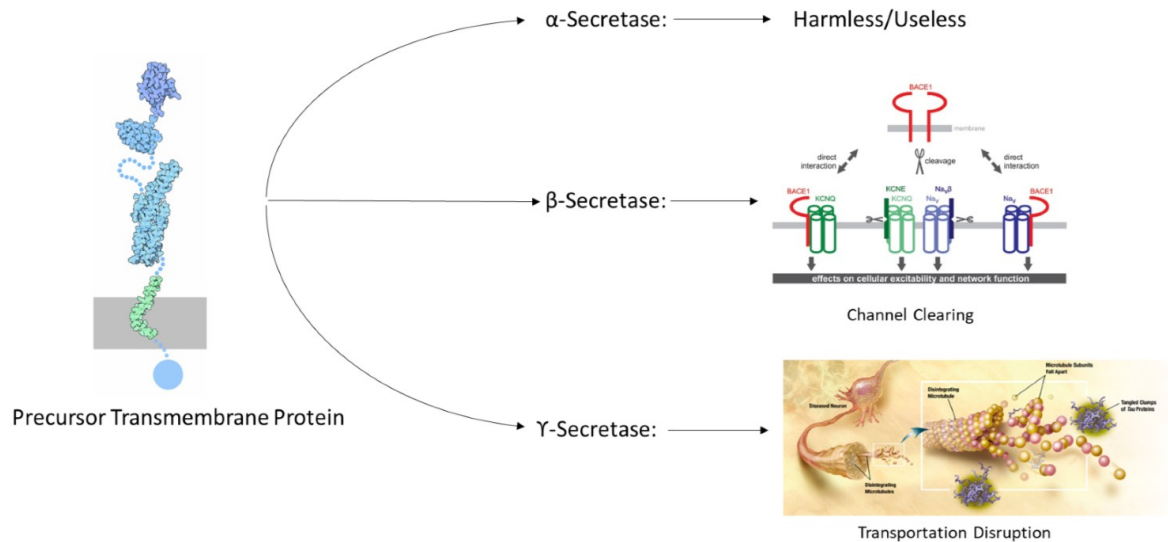 α-Secretase:
Harmless/Useless
BACE1
membrane
direct
interaction
cleavage
direct
interaction
β-Secretase:
BACE1
KCNQ
KCNE
KCNQ
Navβ
Nav
Nav
BACE1
effects on cellular excitability and network function
Channel Clearing
Precursor Transmembrane Protein
ϒ-Secretase:
Diseased Neuron
Disintegrating
Microtubules
Disintegrating
Microtubule
Microtubule Subunits
Fall Apart
Tangled Clumps
of Tau Proteins
Transportation Disruption